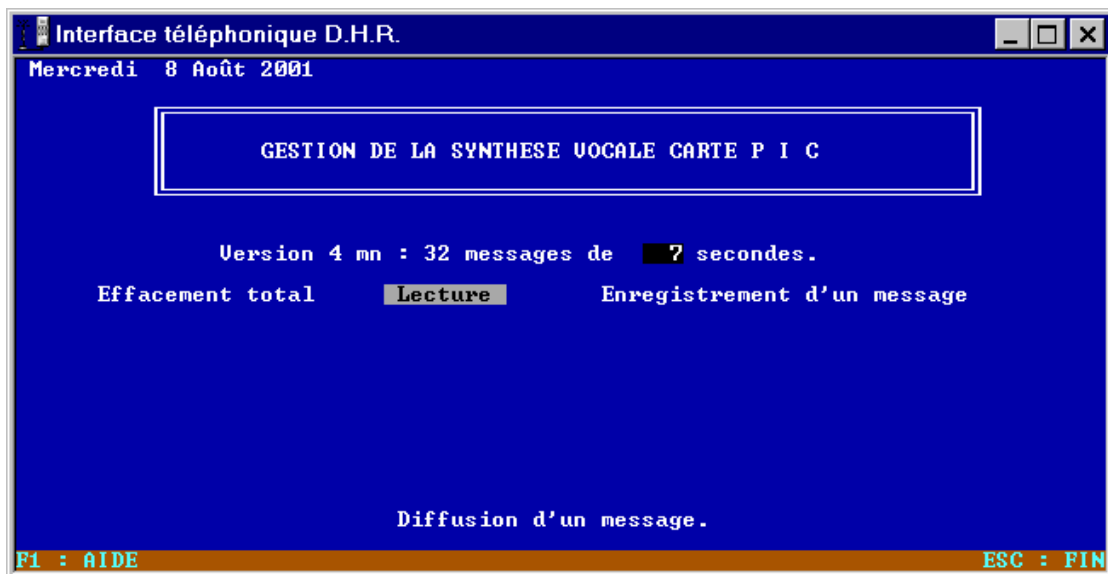 Interface téléphonique D.H.R.
Mercredi 8 Août 2001
GESTION DE LA SYNTHESE VOCALE CARTE P I C
Version 4 mn : 32 messages de 7 secondes.
Effacement total Lecture Enregistrement d'un message
Diffusion d'un message.
F1 : AIDE ESC : FIN